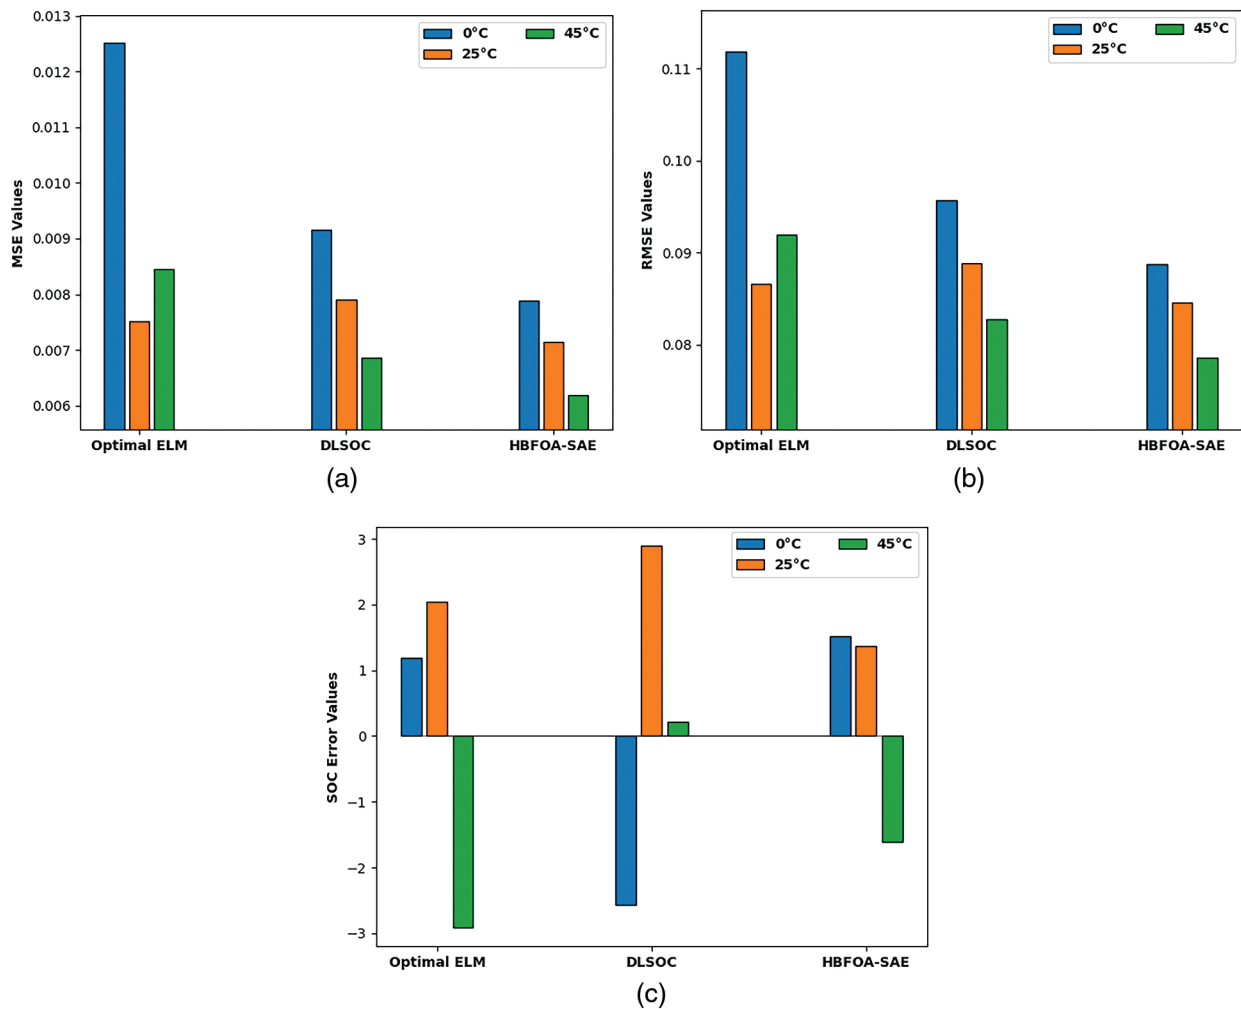 0.013
0.012
0.011
0.010
0.009
0.008
0.007
0.006
MSE Values
0°C 45°C
25°C
Optimal ELM DLSOC HBFOA-SAE
(a)
0.11
0.10
0.09
0.08
RMSE Values
0°C 45°C
25°C
Optimal ELM DLSOC HBFOA-SAE
(b)
3
2
1
0
−1
−2
−3
SOC Error Values
0°C 45°C
25°C
Optimal ELM DLSOC HBFOA-SAE
(c)